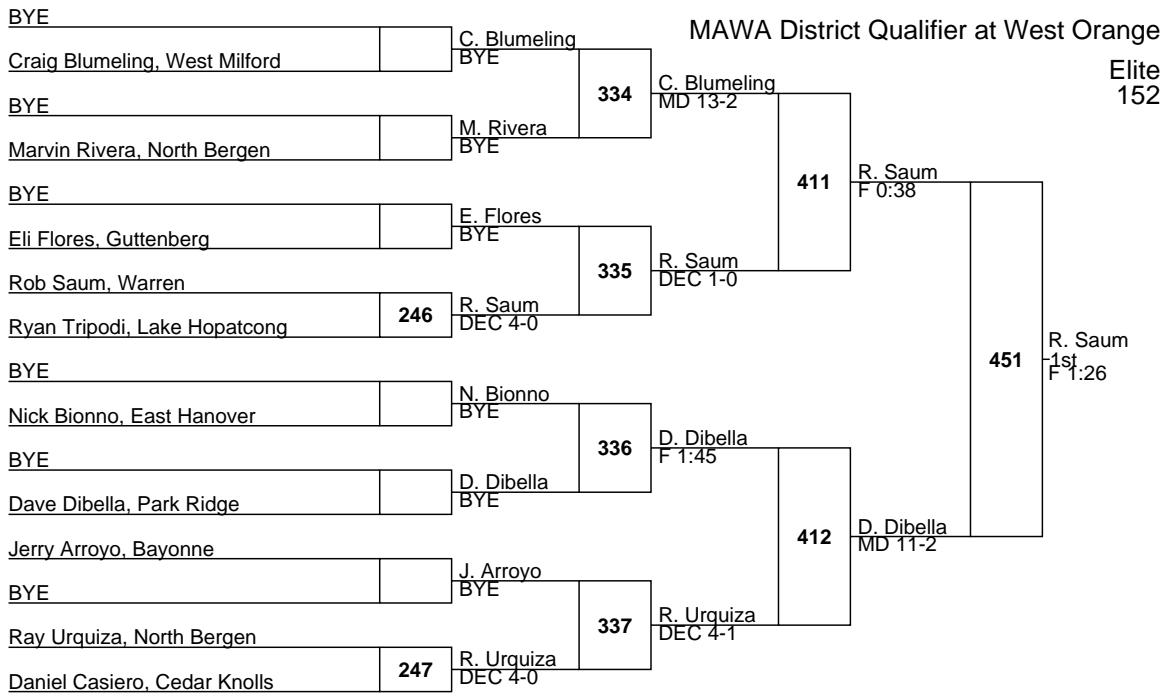 MAWA District Qualifier at West Orange
Elite
152
BYE
Craig Blumeling, West Milford
BYE
Marvin Rivera, North Bergen
BYE
Eli Flores, Guttenberg
Rob Saum, Warren
Ryan Tripodi, Lake Hopatcong
BYE
Nick Bionno, East Hanover
BYE
Dave Dibella, Park Ridge
Jerry Arroyo, Bayonne
BYE
Ray Urquiza, North Bergen
Daniel Casiero, Cedar Knolls
246
247
C. Blumeling
BYE
M. Rivera
BYE
E. Flores
BYE
R. Saum
DEC 4-0
N. Bionno
BYE
D. Dibella
BYE
J. Arroyo
BYE
R. Urquiza
DEC 4-0
334
335
336
337
C. Blumeling
MD 13-2
R. Saum
DEC 1-0
D. Dibella
F 1:45
R. Urquiza
DEC 4-1
411
412
R. Saum
F 0:38
D. Dibella
MD 11-2
451
R. Saum
1st
F 1:26